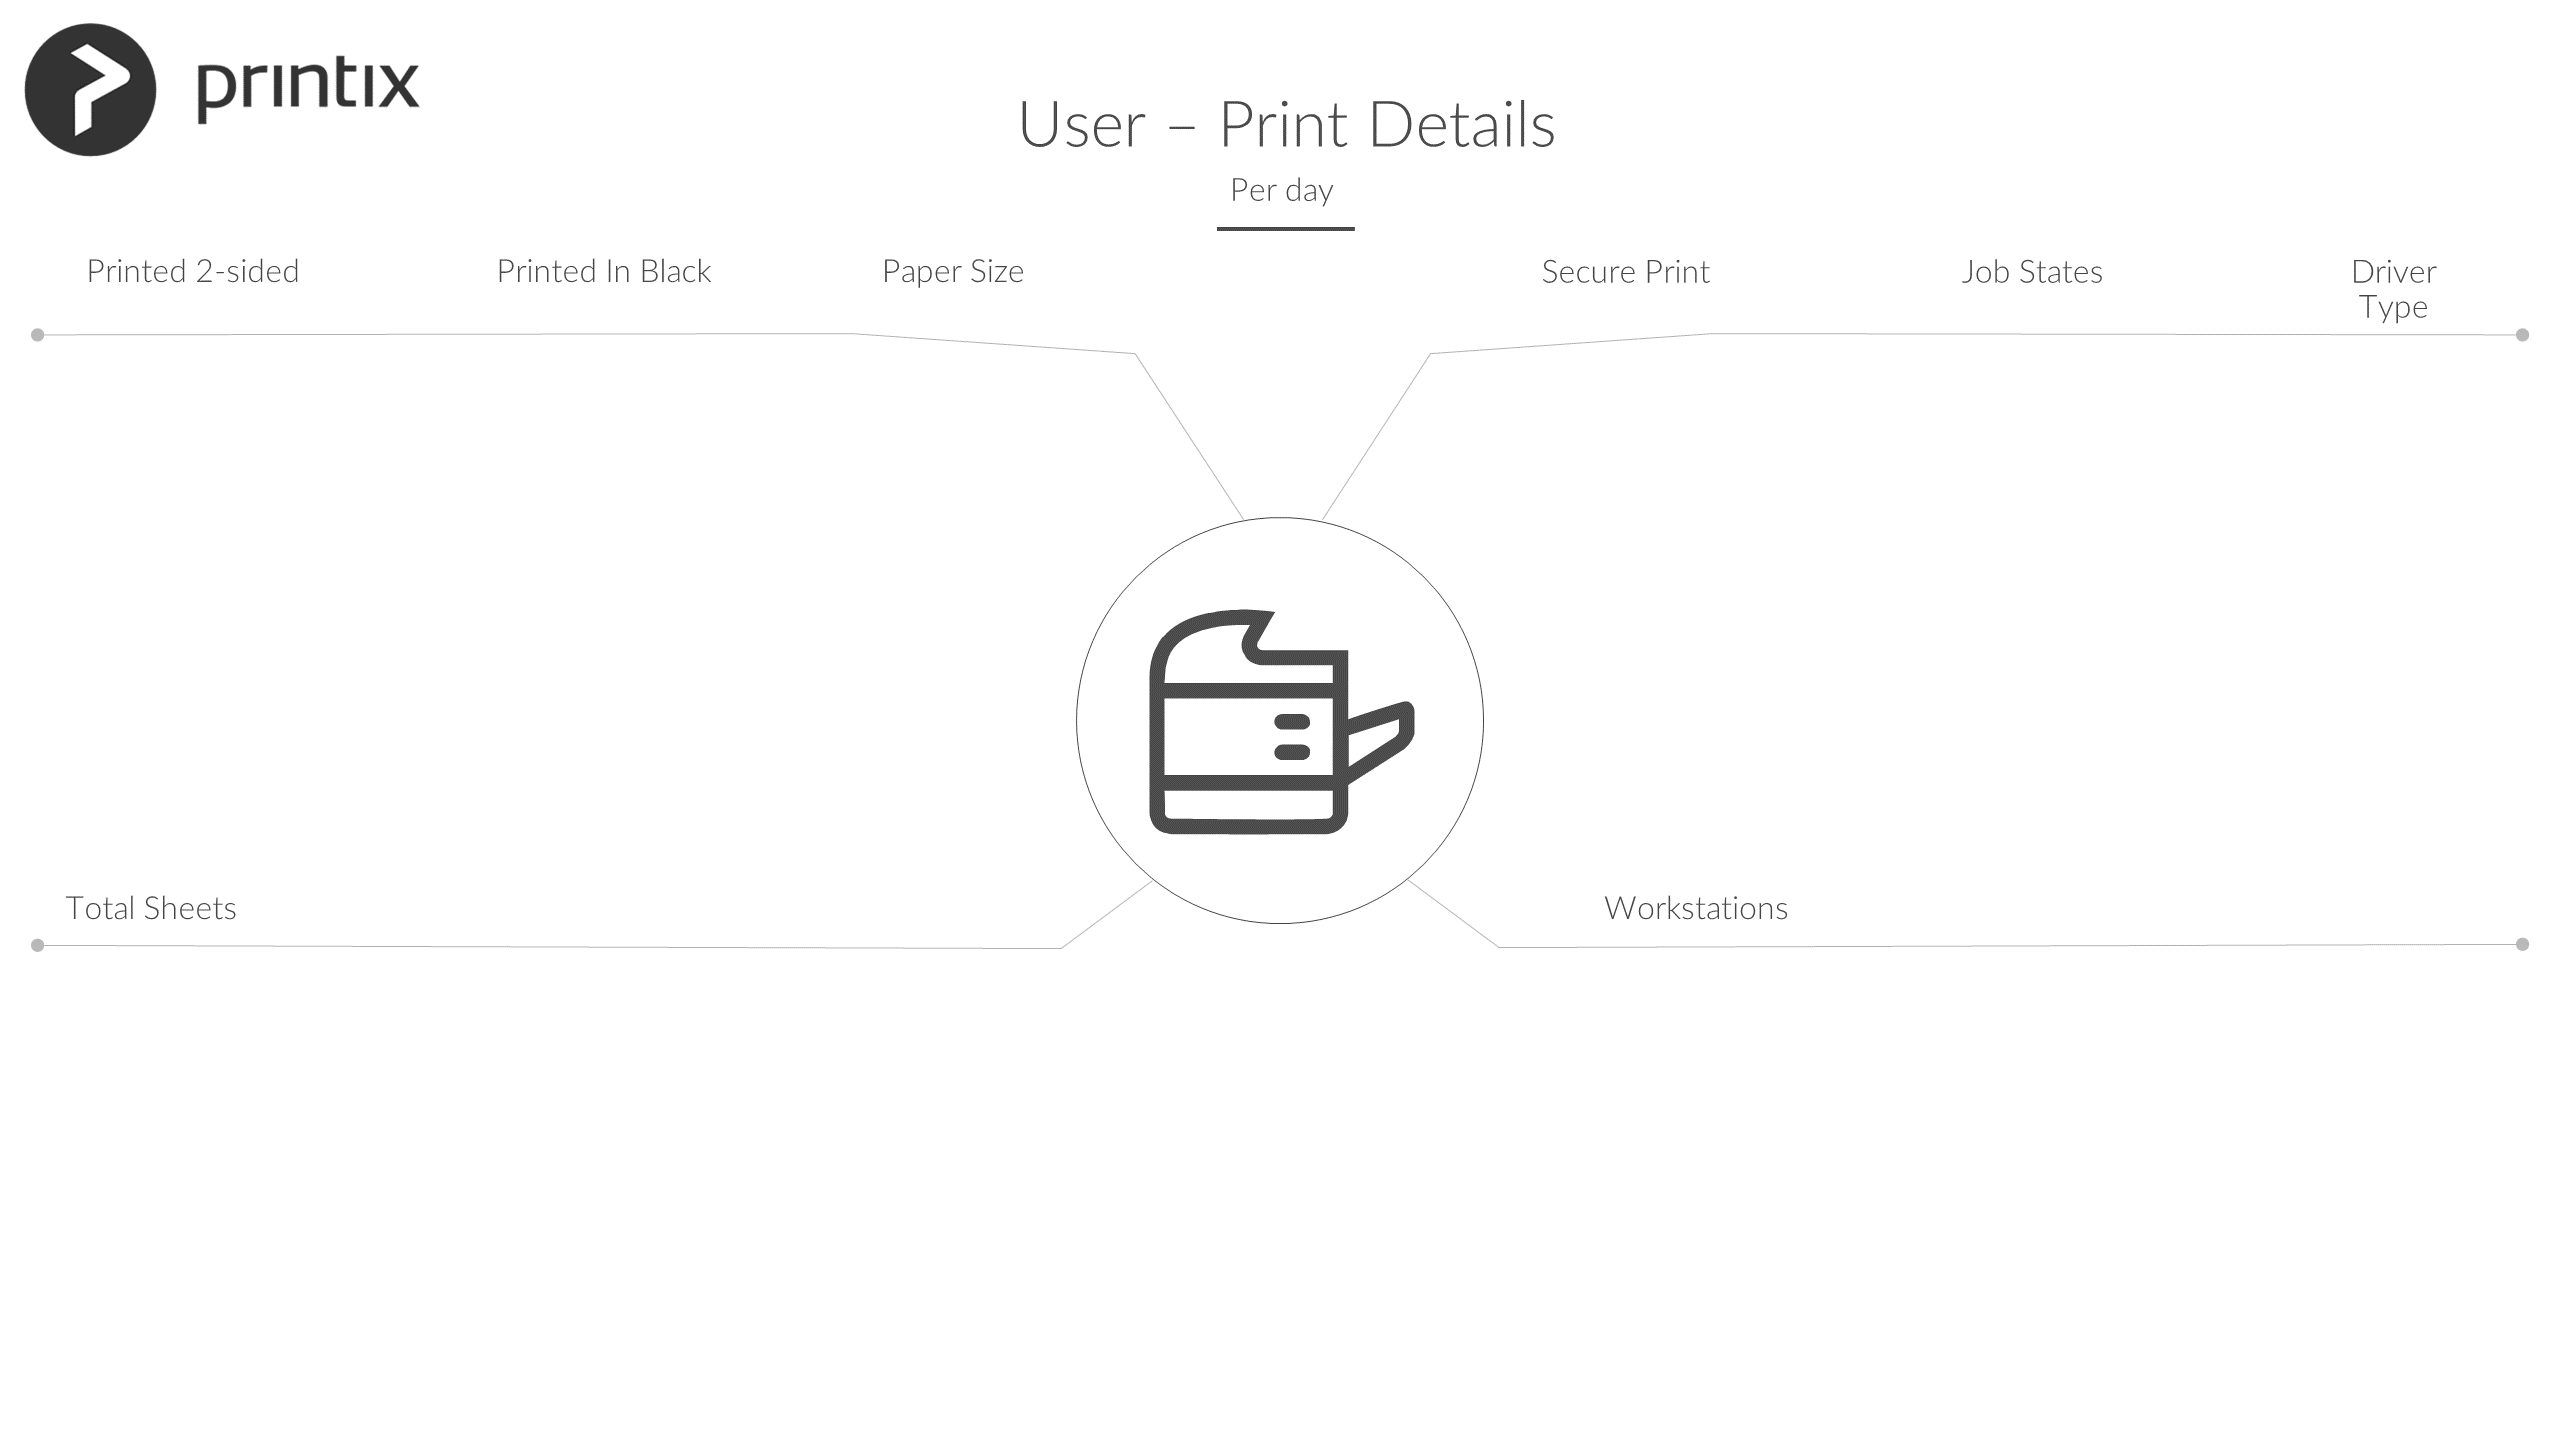 printix
User – Print Details
Per day
Printed 2-sided
Printed In Black
Paper Size
Secure Print
Job States
Driver
Type
Total Sheets
Workstations